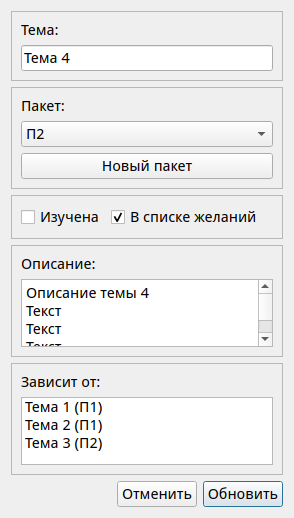 Тема:
Тема 4
Пакет:
П2
Новый пакет
Изучена В списке желаний
Описание:
Описание темы 4
Текст
Текст
Текст
Зависит от:
Тема 1 (П1)
Тема 2 (П1)
Тема 3 (П2)
Отменить Обновить